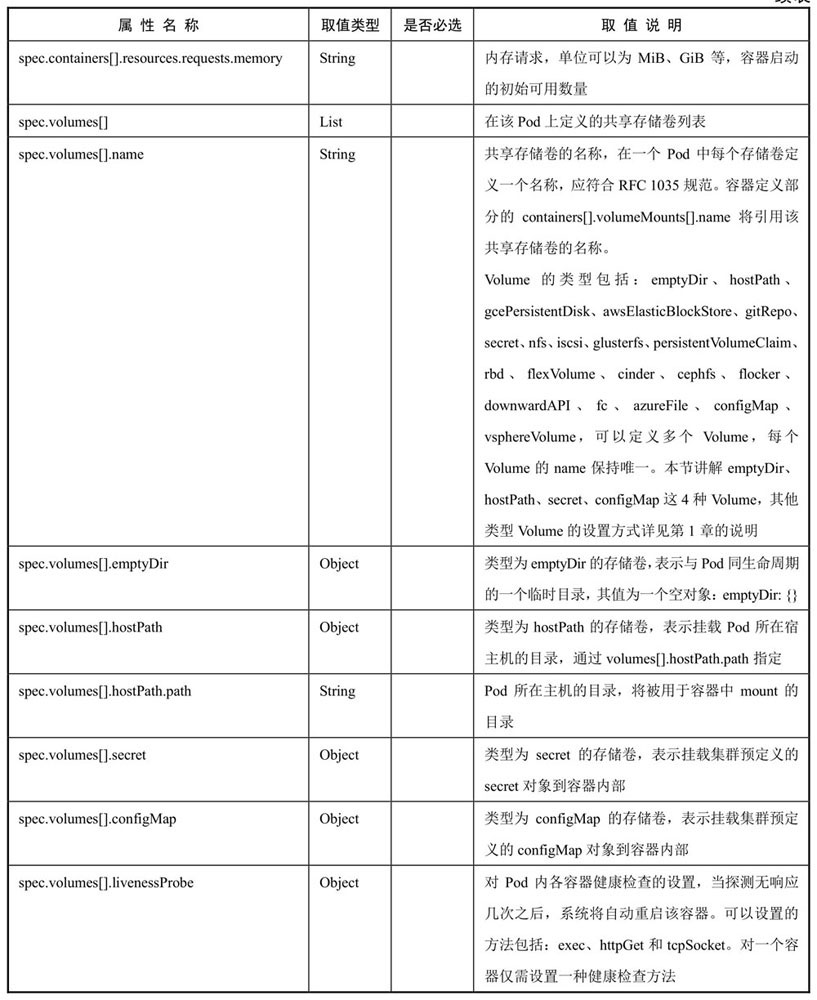 属 性 名 称 取值类型 是否必选 取 值 说 明
spec.containers[].resources.requests.memory String 内存请求，单位可以为 MiB、GiB 等，容器启动
的初始可用数量
spec.volumes[] List 在该 Pod 上定义的共享存储卷列表
spec.volumes[].name String 共享存储卷的名称，在一个 Pod 中每个存储卷定
义一个名称，应符合 RFC 1035 规范。容器定义部
分的 containers[].volumeMounts[].name 将引用该
共享存储卷的名称。
Volume 的类型包括：emptyDir、hostPath、
gcePersistentDisk、awsElasticBlockStore、gitRepo、
secret、nfs、iscsi、glusterfs、persistentVolumeClaim、
rbd、flexVolume、cinder、cephfs、flocker、
downwardAPI、fc、azureFile、configMap、
vsphereVolume，可以定义多个 Volume，每个
Volume 的 name 保持唯一。本节讲解 emptyDir、
hostPath、secret、configMap 这 4 种 Volume，其他
类型 Volume 的设置方式详见第 1 章的说明
spec.volumes[].emptyDir Object 类型为 emptyDir 的存储卷，表示与 Pod 同生命周期
的一个临时目录，其值为一个空对象：emptyDir: {}
spec.volumes[].hostPath Object 类型为 hostPath 的存储卷，表示挂载 Pod 所在宿
主机的目录，通过 volumes[].hostPath.path 指定
spec.volumes[].hostPath.path String Pod 所在主机的目录，将被用于容器中 mount 的
目录
spec.volumes[].secret Object 类型为 secret 的存储卷，表示挂载集群预定义的
secret 对象到容器内部
spec.volumes[].configMap Object 类型为 configMap 的存储卷，表示挂载集群预定
义的 configMap 对象到容器内部
spec.volumes[].livenessProbe Object 对 Pod 内各容器健康检查的设置，当探测无响应
几次之后，系统将自动重启该容器。可以设置的
方法包括：exec、httpGet 和 tcpSocket。对一个容
器仅需设置一种健康检查方法